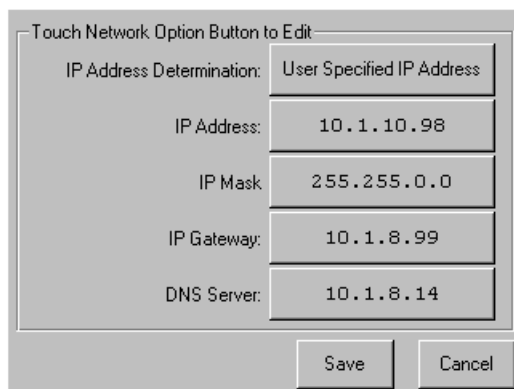 Touch Network Option Button to Edit
IP Address Determination: User Specified IP Address
IP Address: 10.1.10.98
IP Mask 255.255.0.0
IP Gateway: 10.1.8.99
DNS Server: 10.1.8.14
Save Cancel